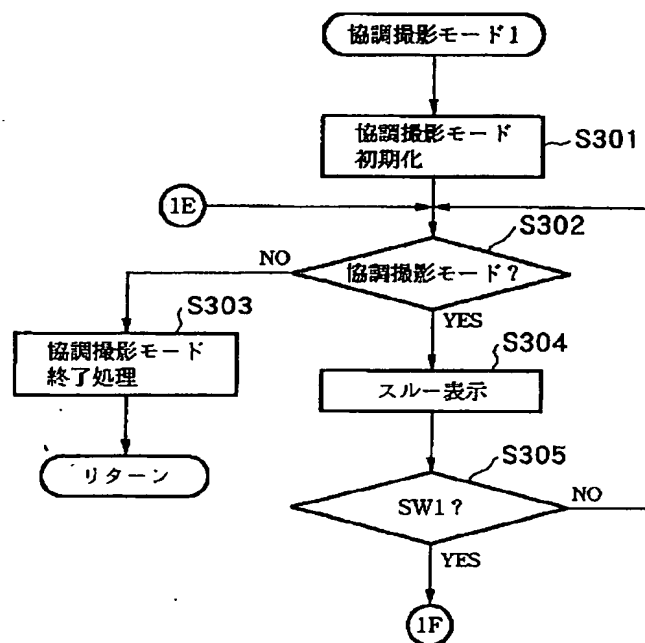 協調撮影モード1
協調撮影モード
初期化
S301
1E
S302
NO
協調撮影モード？
S303
YES
協調撮影モード
終了処理
S304
スルー表示
リターン
S305
SW1？
NO
YES
1F